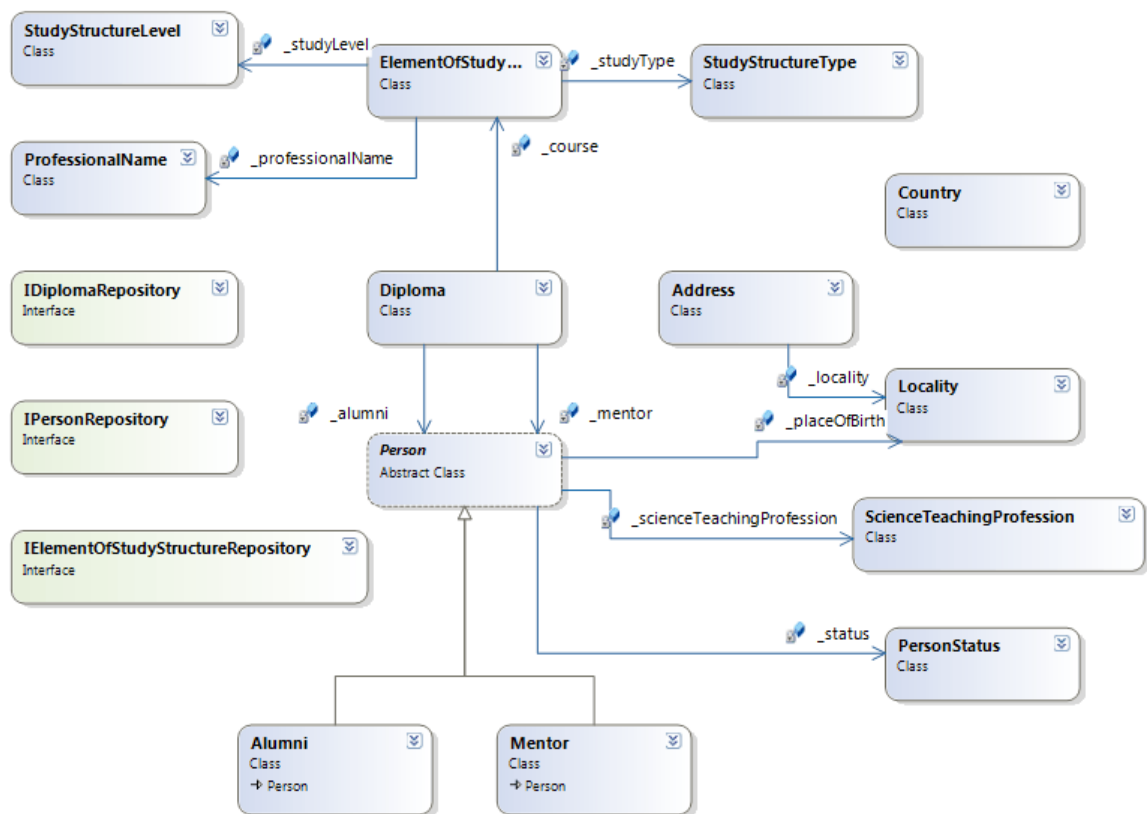 StudyStructureLevel
Class
_studyLevel
ElementOfStudy...
Class
_studyType
StudyStructureType
Class
ProfessionalName
Class
_professionalName
_course
Country
Class
IDiplomaRepository
Interface
Diploma
Class
Address
Class
_locality
Locality
Class
IPersonRepository
Interface
_alumni
_mentor
_placeOfBirth
Person
Abstract Class
_scienceTeachingProfession
ScienceTeachingProfession
Class
IElementOfStudyStructureRepository
Interface
_status
PersonStatus
Class
Alumni
Class
Person
Mentor
Class
Person